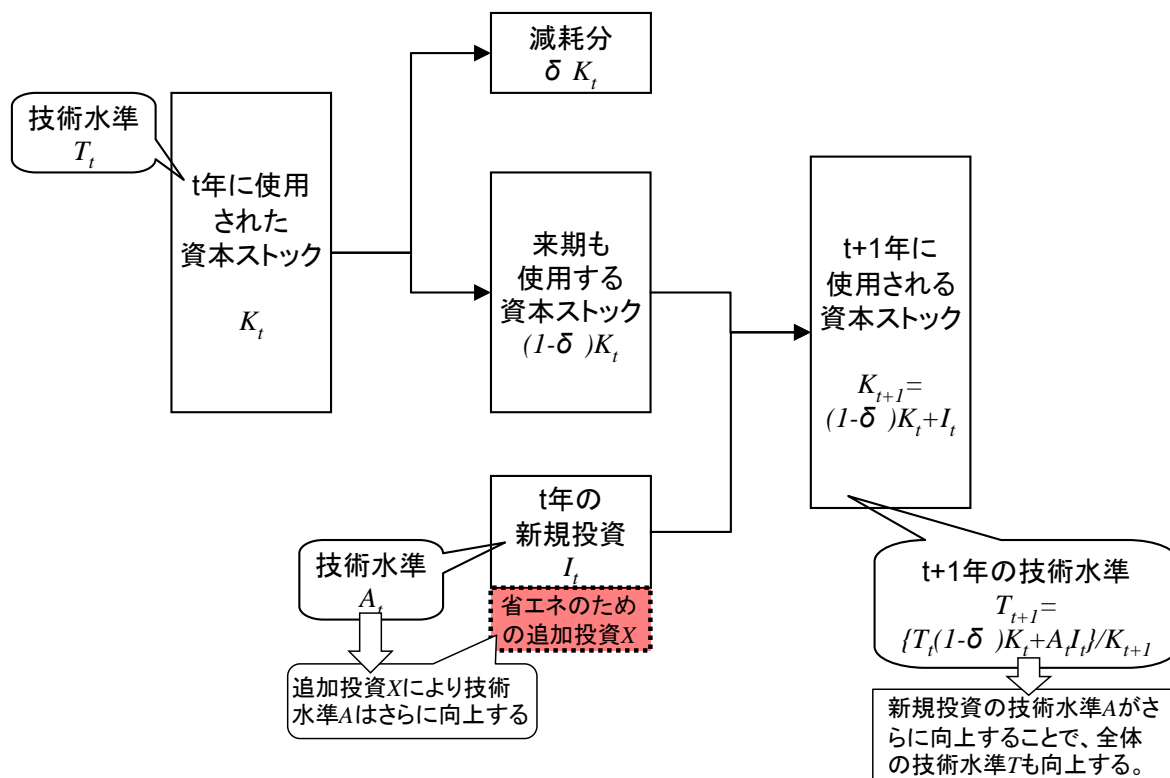 減耗分
δ K_t
技術水準
T_t
t年に使用
された
資本ストック
K_t
来期も
使用する
資本ストック
(1-δ )K_t
t+1年に
使用される
資本ストック
K_{t+1}=
(1-δ )K_t+I_t
t年の
新規投資
I_t
省エネのため
の追加投資X
技術水準
A_t
追加投資Xにより技術
水準Aはさらに向上する
t+1年の技術水準
T_{t+1}=
{T_t(1-δ )K_t+A_tI_t}/K_{t+1}
新規投資の技術水準Aがさ
らに向上することで、全体
の技術水準Tも向上する。